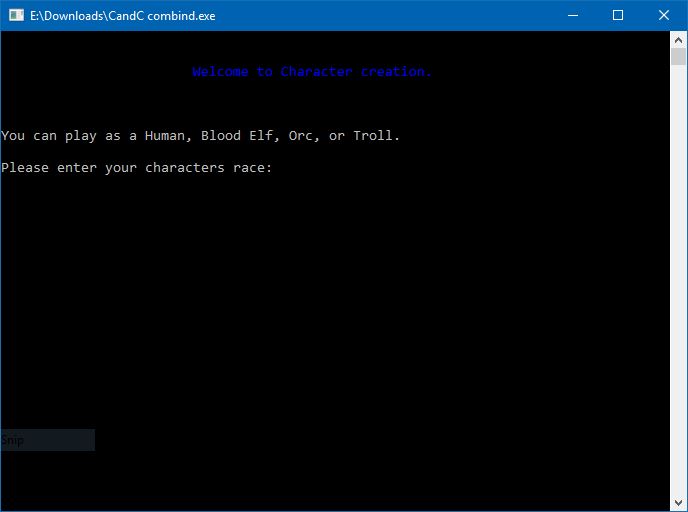 E:\Downloads\CandC combind.exe
Welcome to Character creation.
You can play as a Human, Blood Elf, Orc, or Troll.
Please enter your characters race:
Snip